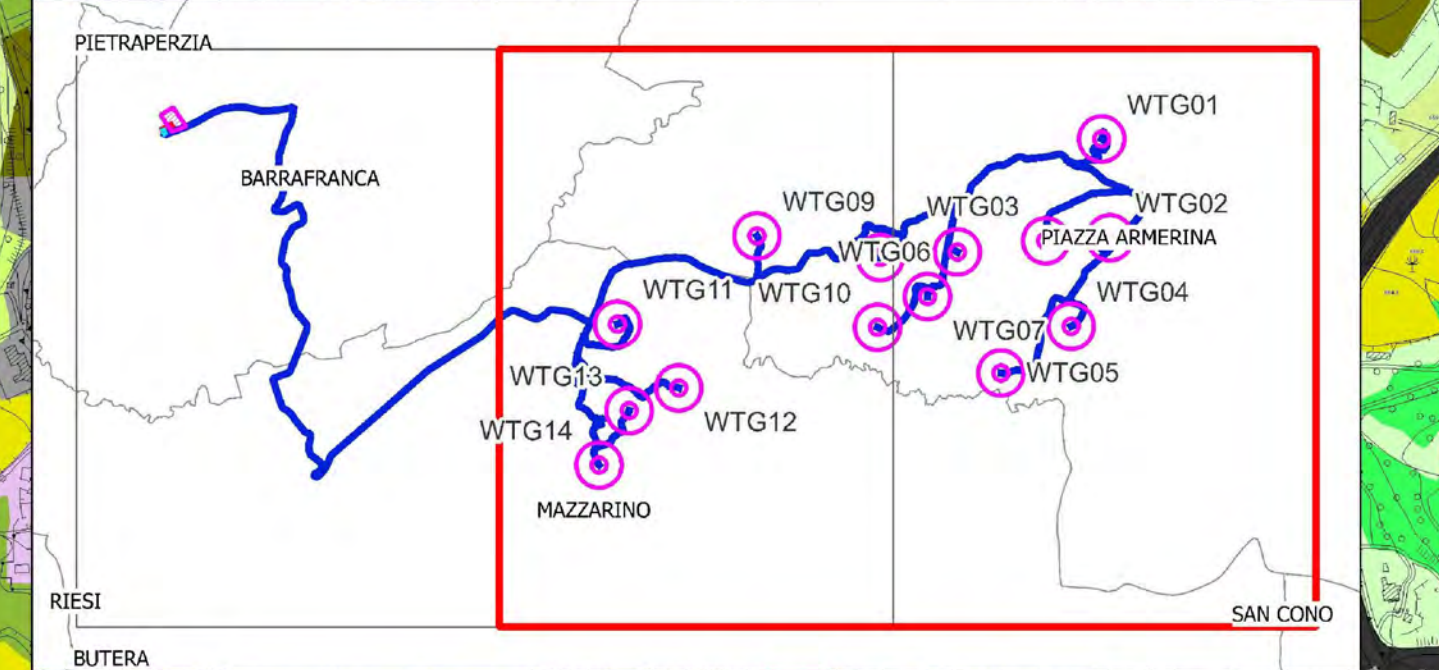 PIETRAPERZIA
WTG01
BARRAFRANCA
WTG09
WTG03
WTG02
PIAZZA ARMERINA
WTG06
WTG11
WTG10
WTG04
WTG07
WTG13
WTG05
WTG12
WTG14
MAZZARINO
RIESI
SAN CONO
BUTERA